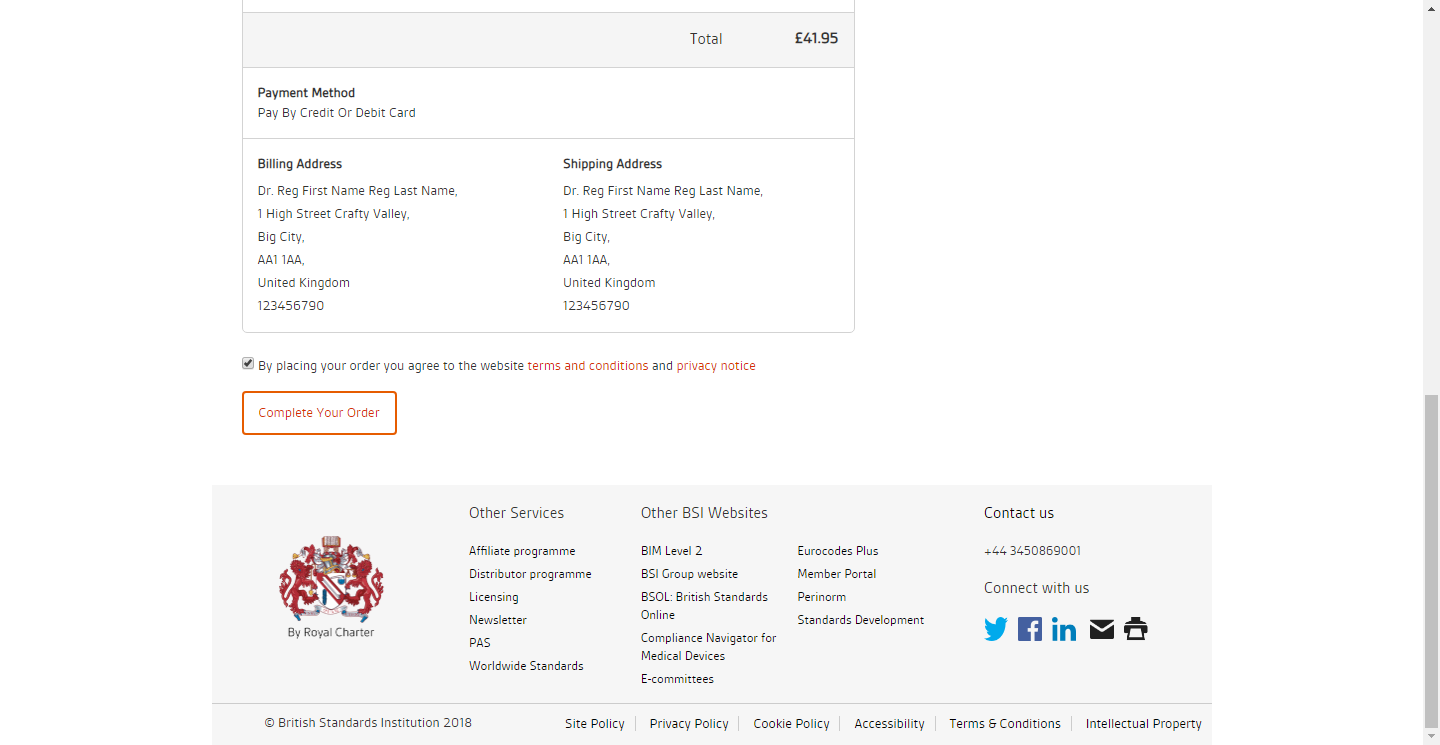 Total £41.95
Payment Method
Pay By Credit Or Debit Card
Billing Address
Dr. Reg First Name Reg Last Name,
1 High Street Crafty Valley,
Big City,
AA1 1AA,
United Kingdom
123456790
Shipping Address
Dr. Reg First Name Reg Last Name,
1 High Street Crafty Valley,
Big City,
AA1 1AA,
United Kingdom
123456790
By placing your order you agree to the website terms and conditions and privacy notice
Complete Your Order
By Royal Charter
Other Services
Affiliate programme
Distributor programme
Licensing
Newsletter
PAS
Worldwide Standards
Other BSI Websites
BIM Level 2
BSI Group website
BSOL: British Standards
Online
Compliance Navigator for
Medical Devices
E-committees
Eurocodes Plus
Member Portal
Perinorm
Standards Development
Contact us
+44 3450869001
Connect with us
© British Standards Institution 2018
Site Policy
Privacy Policy
Cookie Policy
Accessibility
Terms & Conditions
Intellectual Property